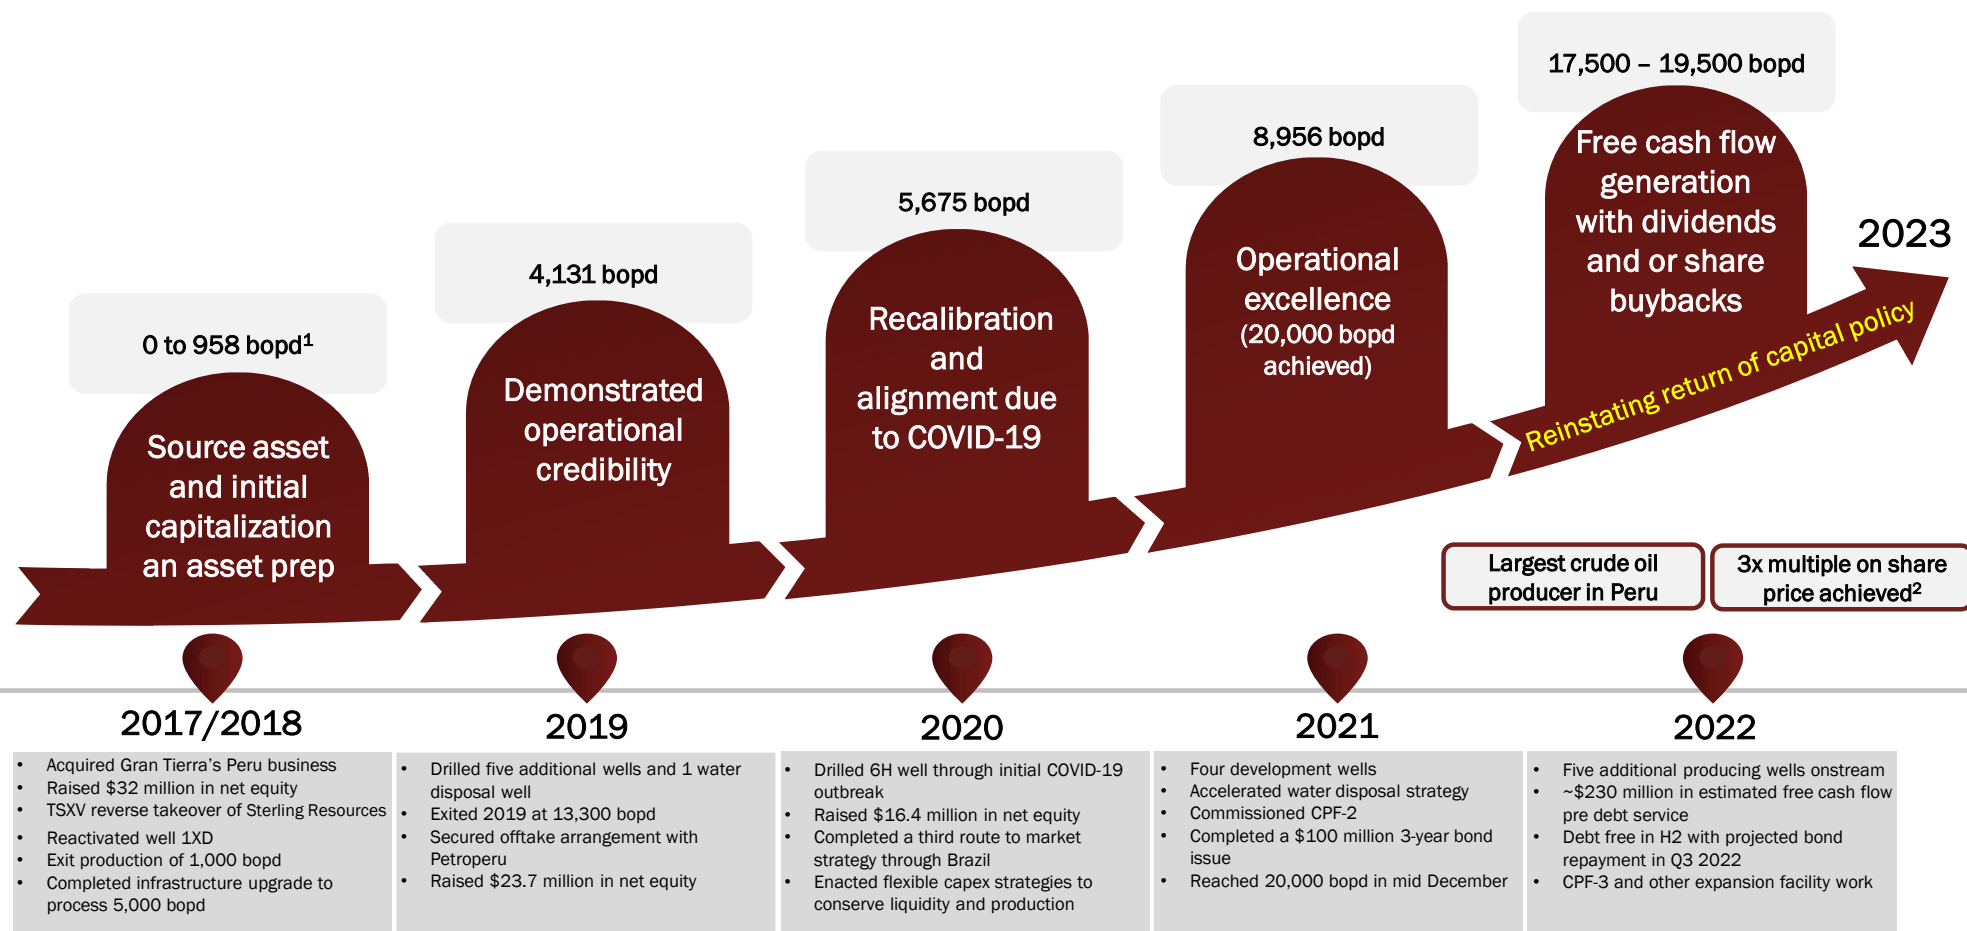 17,500 – 19,500 bopd
Free cash flow
generation
with dividends
and or share
buybacks
2023
8,956 bopd
Operational
excellence
(20,000 bopd
achieved)
5,675 bopd
Recalibration
and
alignment due
to COVID-19
4,131 bopd
Demonstrated
operational
credibility
0 to 958 bopd¹
Source asset
and initial
capitalization
an asset prep
Reinstating return of capital policy
Largest crude oil
producer in Peru
3x multiple on share
price achieved²
2017/2018
• Acquired Gran Tierra’s Peru business
• Raised $32 million in net equity
• TSXV reverse takeover of Sterling Resources
• Reactivated well 1XD
• Exit production of 1,000 bopd
• Completed infrastructure upgrade to
process 5,000 bopd
2019
• Drilled five additional wells and 1 water
disposal well
• Exited 2019 at 13,300 bopd
• Secured offtake arrangement with
Petroperu
• Raised $23.7 million in net equity
2020
• Drilled 6H well through initial COVID-19
outbreak
• Raised $16.4 million in net equity
• Completed a third route to market
strategy through Brazil
• Enacted flexible capex strategies to
conserve liquidity and production
2021
• Four development wells
• Accelerated water disposal strategy
• Commissioned CPF-2
• Completed a $100 million 3-year bond
issue
• Reached 20,000 bopd in mid December
2022
• Five additional producing wells onstream
• ~$230 million in estimated free cash flow
pre debt service
• Debt free in H2 with projected bond
repayment in Q3 2022
• CPF-3 and other expansion facility work